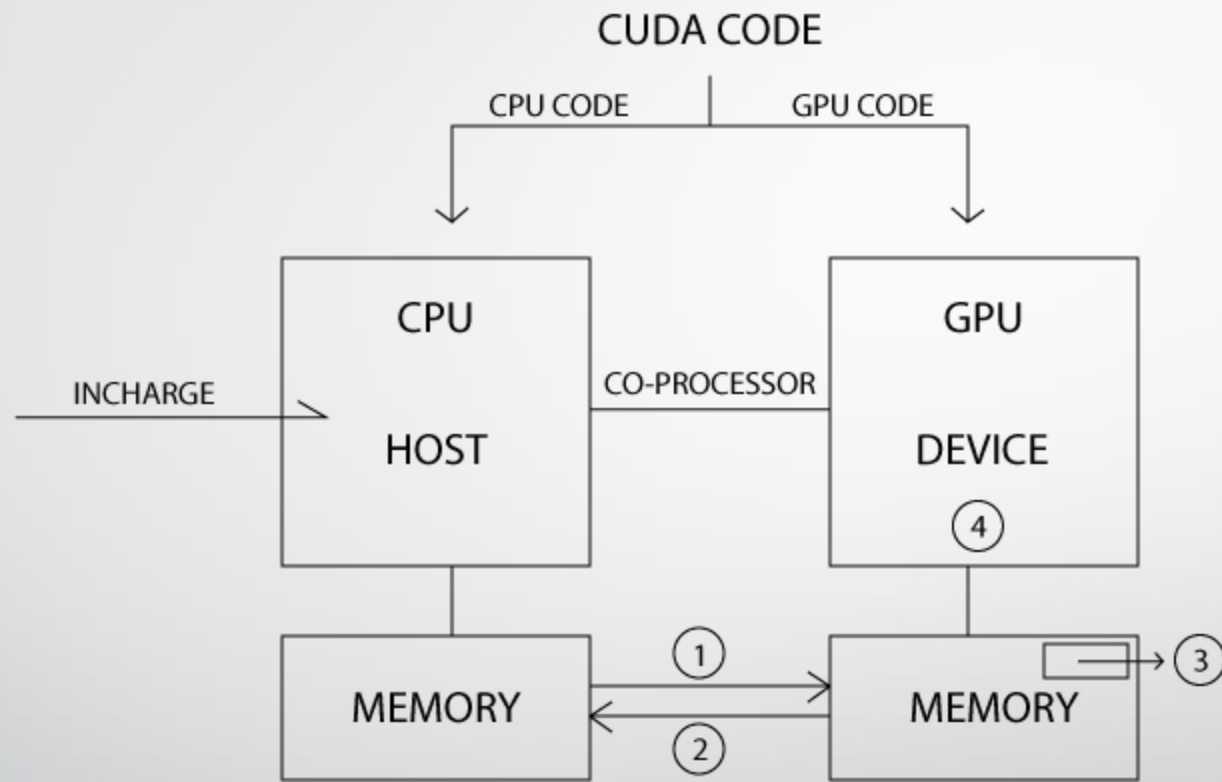 CUDA CODE
CPU CODE
GPU CODE
CPU
GPU
INCHARGE
CO-PROCESSOR
HOST
DEVICE
4
1
3
MEMORY
MEMORY
2